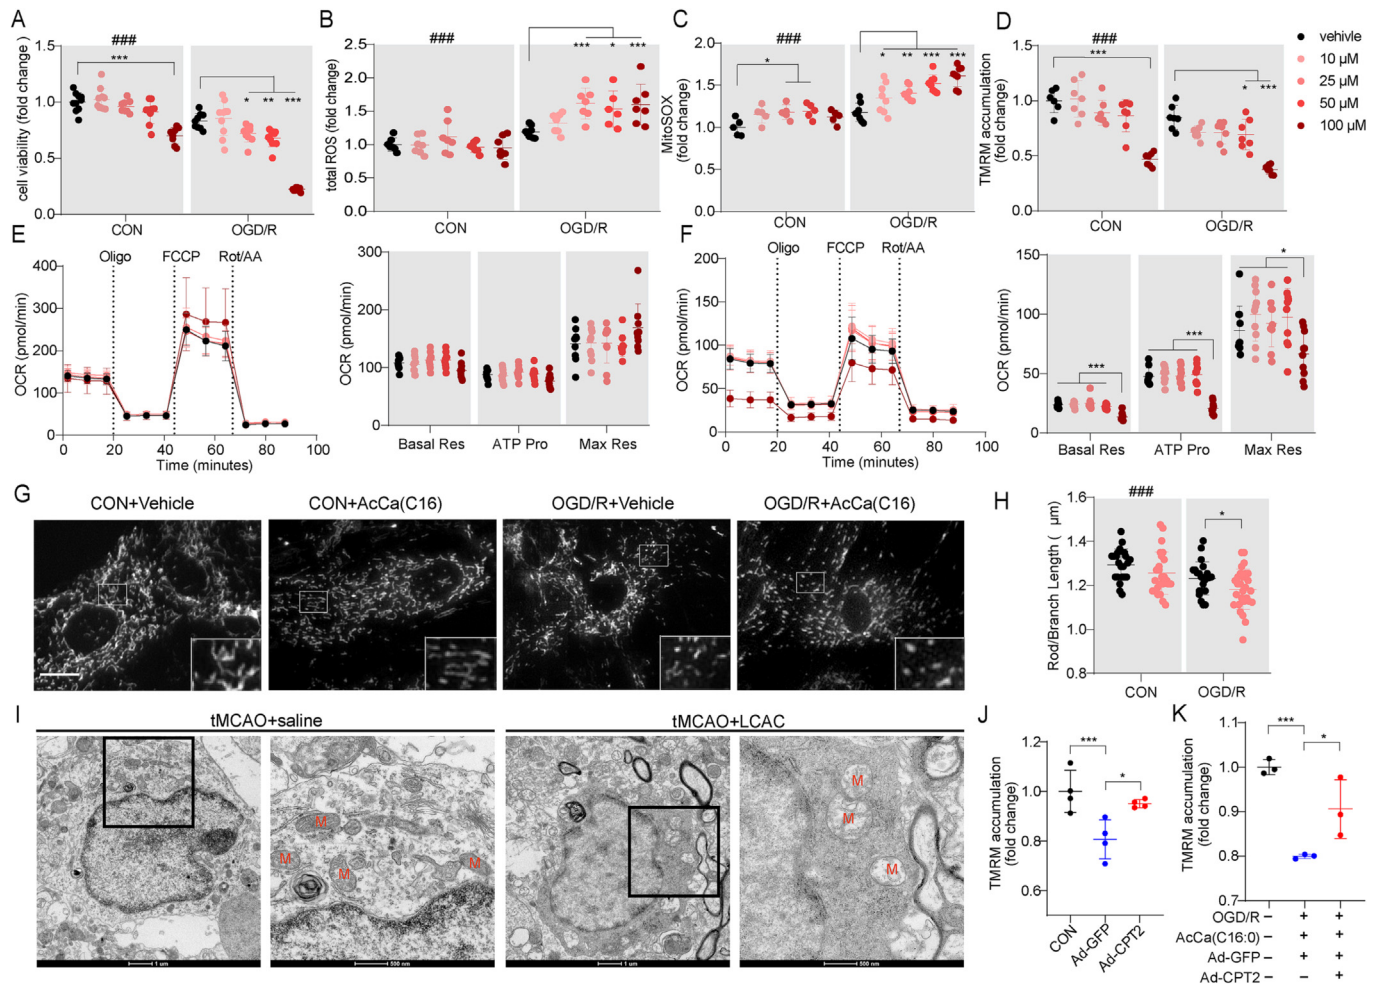 A
cell viability (fold change )
1.5
1.0
0.5
0.0
###
***
* ** ***
CON OGD/R
B
total ROS (fold change)
2.5
2.0
1.5
1.0
0.5
0.0
###
*** * ***
CON OGD/R
C
MitoSOX
(fold change)
2.0
1.5
1.0
0.5
0.0
###
*
* ** *** ***
CON OGD/R
D
TMRM accumulation
(fold change)
1.5
1.0
0.5
0.0
###
***
* ***
CON OGD/R
vehivle
10 μM
25 μM
50 μM
100 μM
E
Oligo FCCP Rot/AA
OCR (pmol/min)
400
300
200
100
0
0 20 40 60 80 100
Time (minutes)
OCR (pmol/min)
300
200
100
0
Basal Res ATP Pro Max Res
F
Oligo FCCP Rot/AA
OCR (pmol/min)
200
150
100
50
0
0 20 40 60 80 100
Time (minutes)
OCR (pmol/min)
150
100
50
0
*** *** *
Basal Res ATP Pro Max Res
G
CON+Vehicle CON+AcCa(C16) OGD/R+Vehicle OGD/R+AcCa(C16)
H
Rod/Branch Length ( μm)
1.6
1.4
1.2
1.0
0.8
###
*
CON OGD/R
I
tMCAO+saline tMCAO+LCAC
M
M M M
M
M
M
1 um 500 nm 1 um 500 nm
J
TMRM accumulation
(fold change)
1.2
1.0
0.8
0.6
***
*
CON Ad-GFP Ad-CPT2
K
TMRM accumulation
(fold change)
1.1
1.0
0.9
0.8
0.7
***
*
OGD/R – + +
AcCa(C16:0) – + +
Ad-GFP – + +
Ad-CPT2 – – +